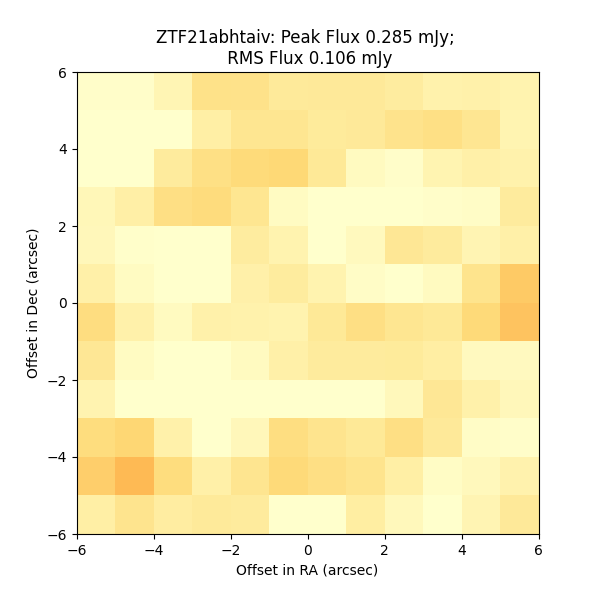 ZTF21abhtaiv: Peak Flux 0.285 mJy;
RMS Flux 0.106 mJy
6
4
2
0
−2
−4
−6
Offset in Dec (arcsec)
−6 −4 −2 0 2 4 6
Offset in RA (arcsec)